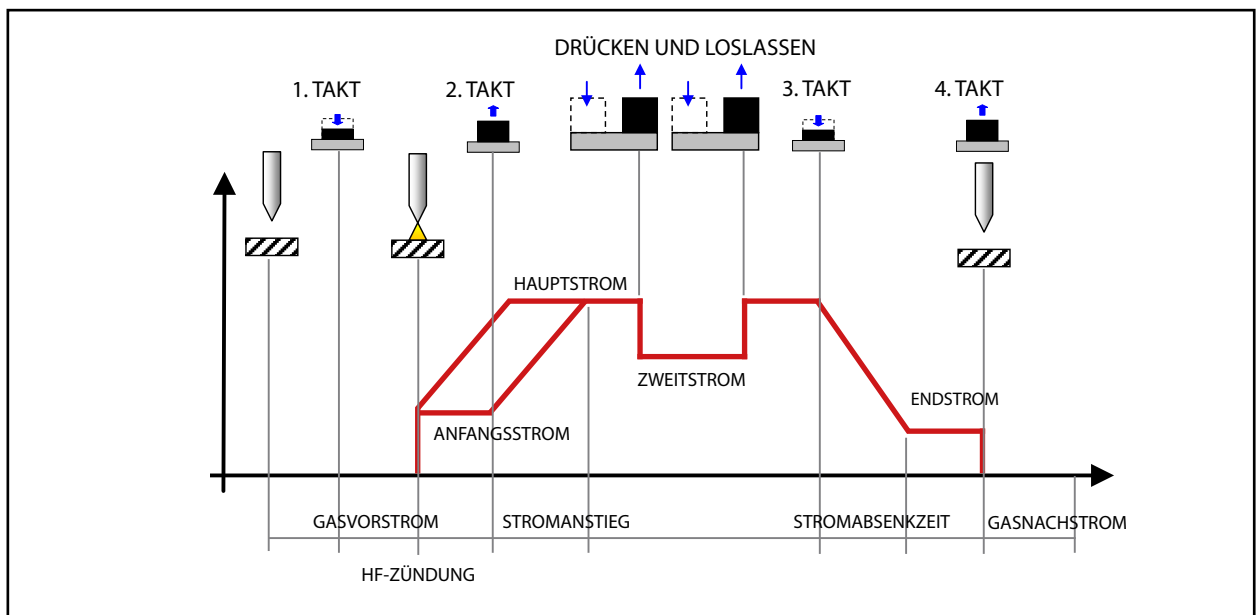 DRÜCKEN UND LOSLASSEN
1. TAKT
2. TAKT
3. TAKT
4. TAKT
HAUPTSTROM
ZWEITSTROM
ENDSTROM
ANFANGSSTROM
GASVORSTROM
STROMANSTIEG
STROMABSENKZEIT
GASNACHSTROM
HF-ZÜNDUNG